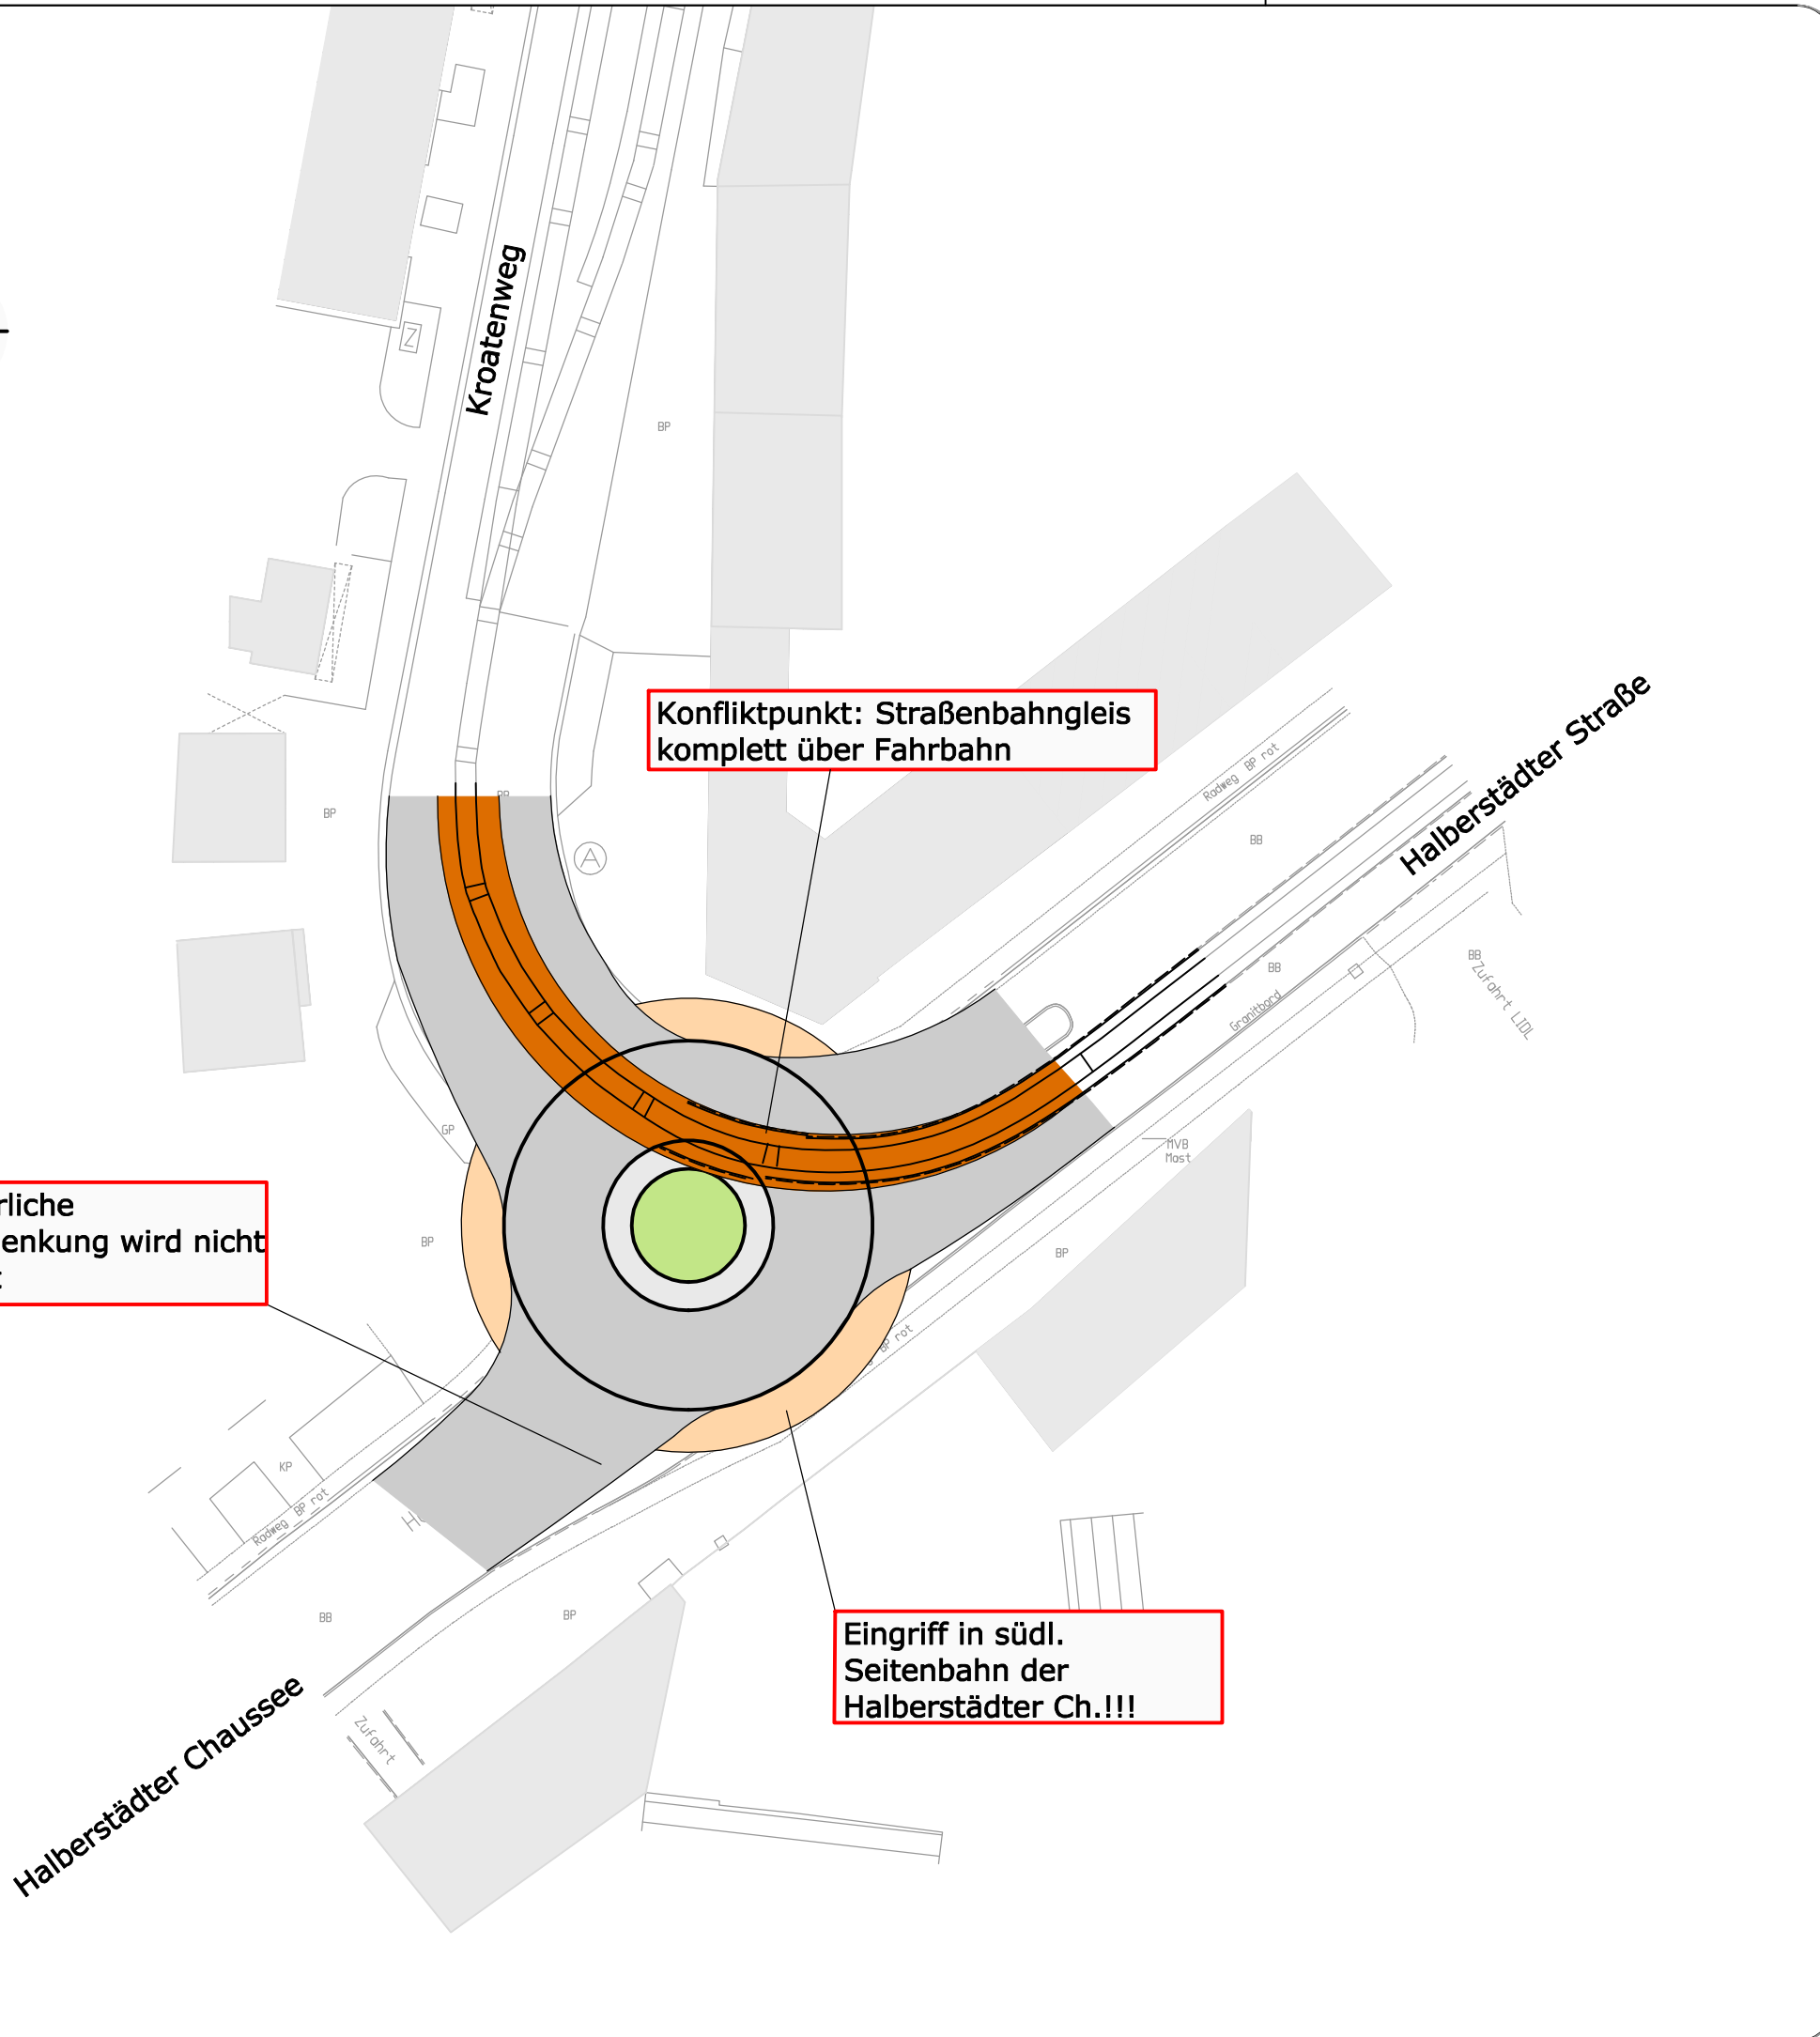 Kroatenweg
Z
BP
Konfliktpunkt: Straßenbahngleis
komplett über Fahrbahn
Halberstädter Straße
Radweg BP rot
BP
A
BB
BB
BB
Zufahrt LIDL
Granitbord
GP
MVB
Mast
rliche
enkung wird nicht
BP
BP
BP rot
KP
Radweg BP rot
H
BB
BP
Eingriff in südl.
Seitenbahn der
Halberstädter Ch.!!!
Halberstädter Chaussee
Zufahrt